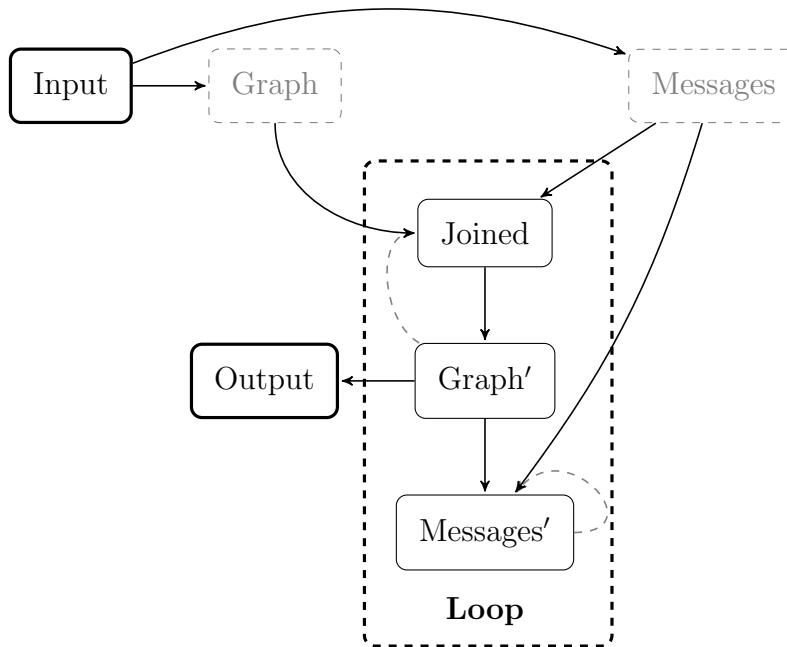 Input
Graph
Messages
Joined
Output
Graph′
Messages′
Loop